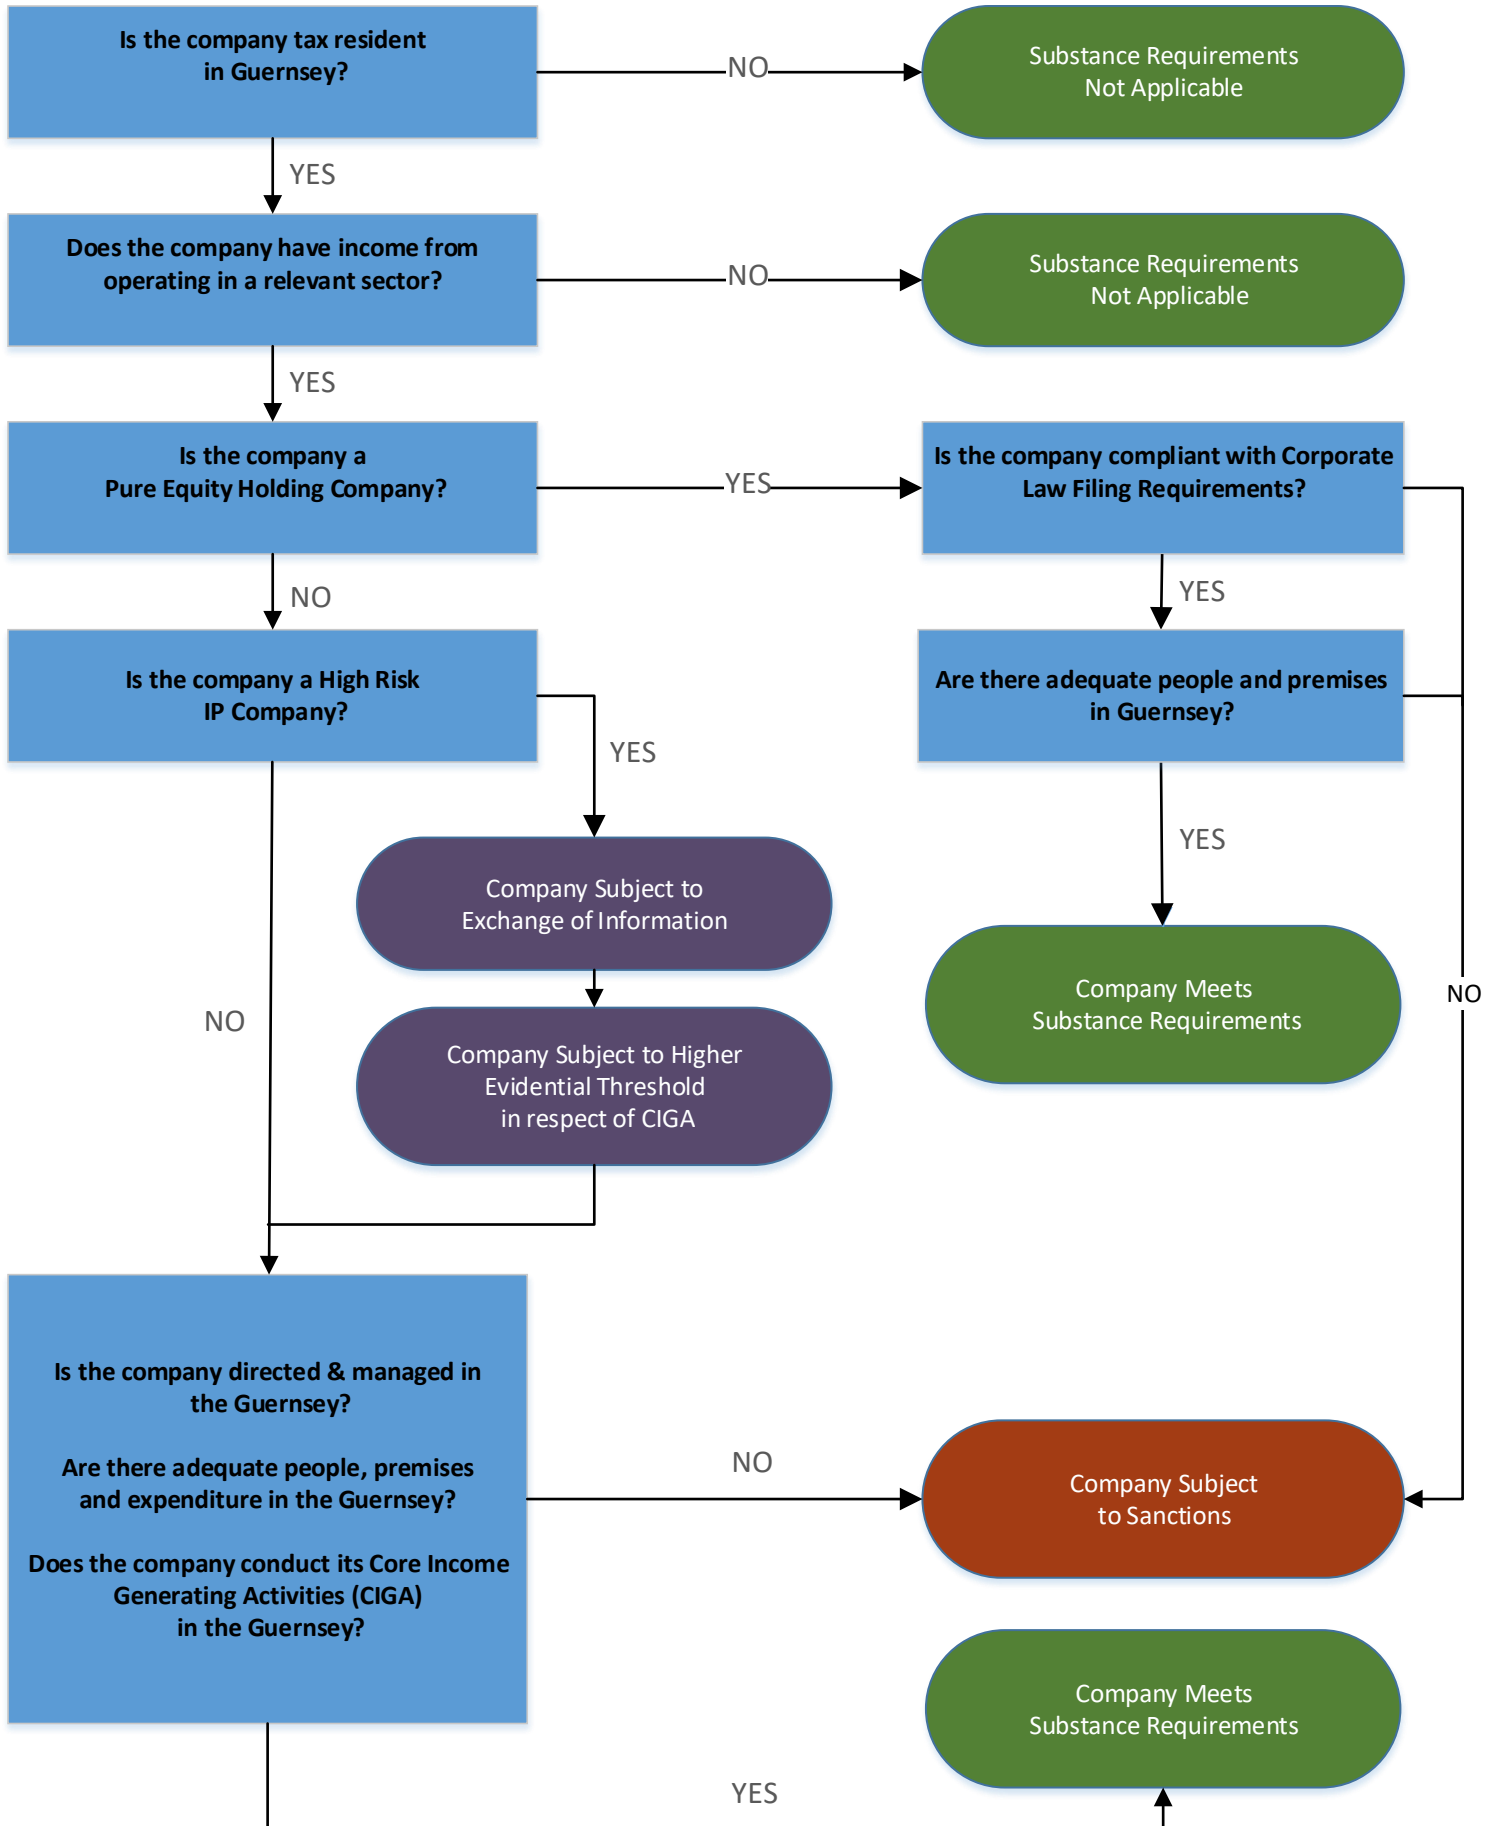 Is the company tax resident
in Guernsey?
NO
Substance Requirements
Not Applicable
YES
Does the company have income from
operating in a relevant sector?
NO
Substance Requirements
Not Applicable
YES
Is the company a
Pure Equity Holding Company?
YES
Is the company compliant with Corporate
Law Filing Requirements?
NO
YES
Is the company a High Risk
IP Company?
Are there adequate people and premises
in Guernsey?
YES
YES
Company Subject to
Exchange of Information
Company Meets
Substance Requirements
NO
NO
Company Subject to Higher
Evidential Threshold
in respect of CIGA
Is the company directed & managed in
the Guernsey?
Are there adequate people, premises
and expenditure in the Guernsey?
Does the company conduct its Core Income
Generating Activities (CIGA)
in the Guernsey?
NO
Company Subject
to Sanctions
Company Meets
Substance Requirements
YES